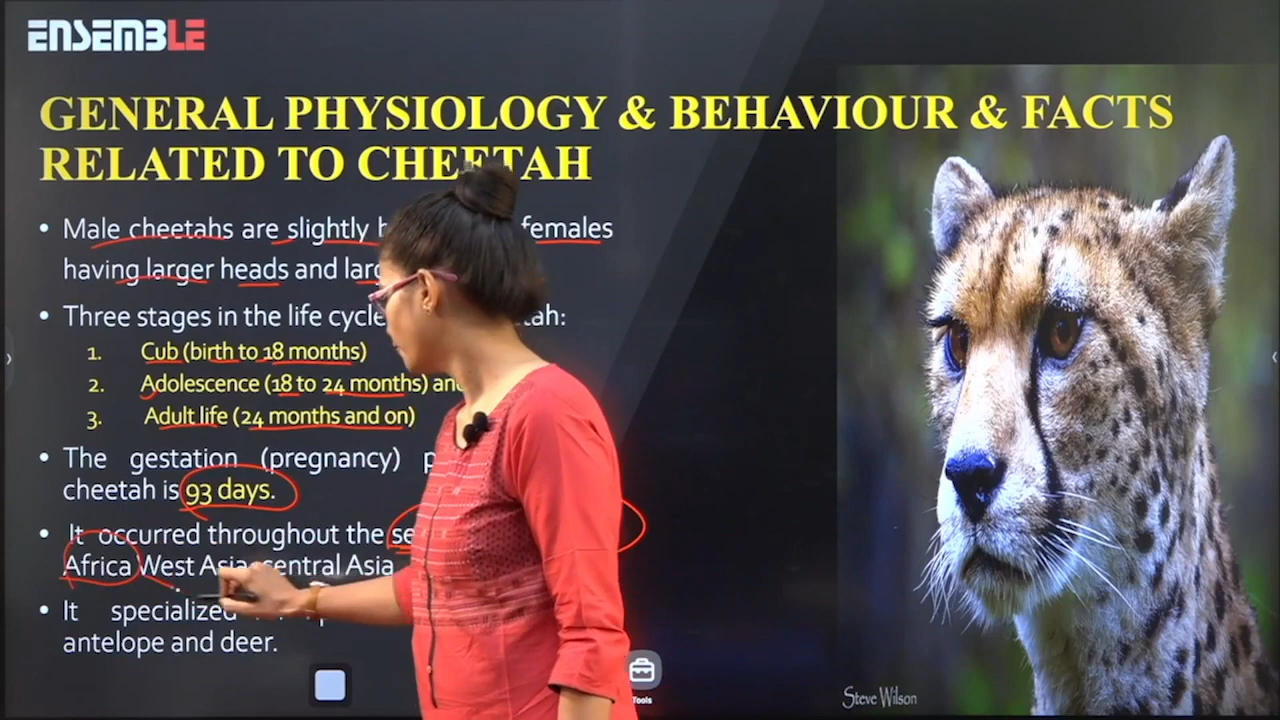 ENSEMBLE
GENERAL PHYSIOLOGY & BEHAVIOUR & FACTS
RELATED TO CHEETAH
• Male cheetahs are slightly females
having larger heads and
• Three stages in the life cycle
1. Cub (birth to 18 months)
2. Adolescence (18 to 24 months)
3. Adult life (24 months and on)
• The gestation (pregnancy)
cheetah is 93 days.
• It occurred throughout the
Africa West Asia central Asia
• It specialized
antelope and deer.
Steve Wilson
Tools